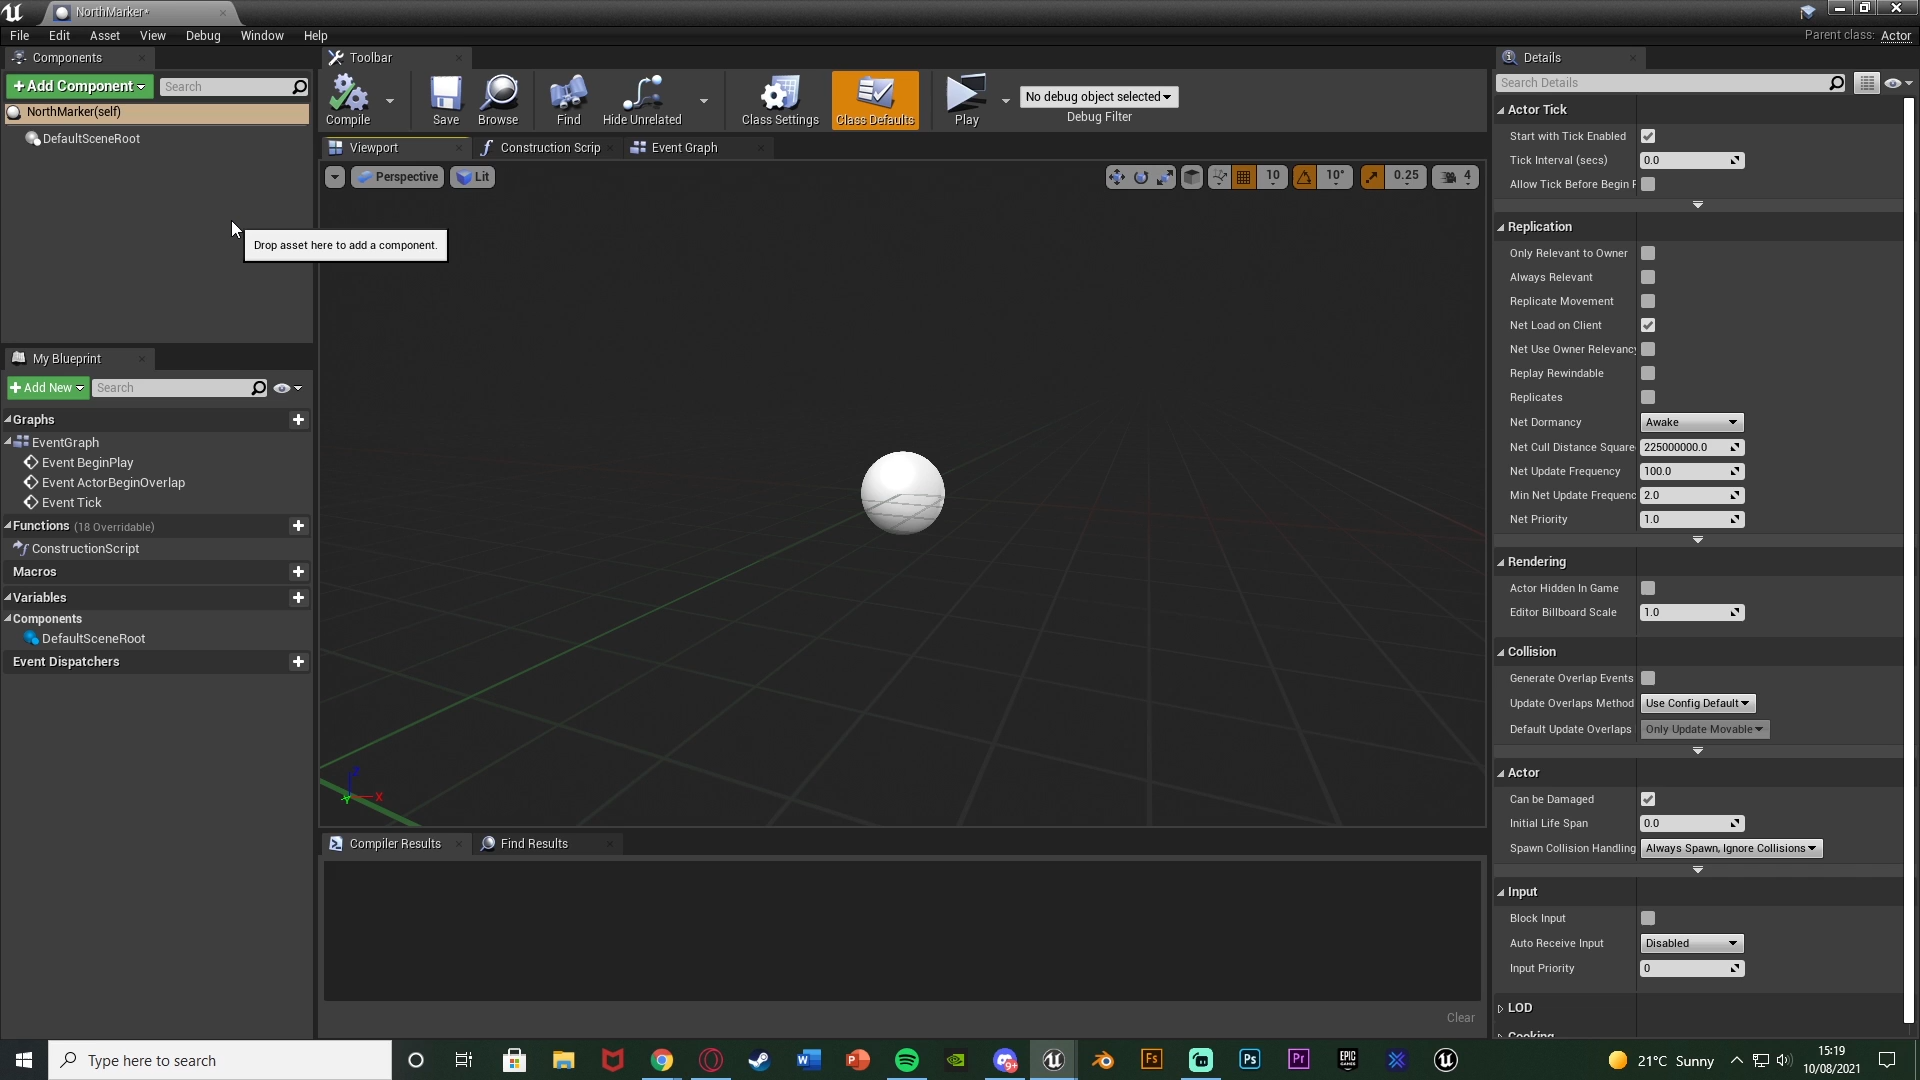 NorthMarker*
File Edit Asset View Debug Window Help
Parent class: Actor
Components
+Add Component
Search
NorthMarker(self)
DefaultSceneRoot
Drop asset here to add a component.
My Blueprint
+Add New
Search
Graphs
EventGraph
Event BeginPlay
Event ActorBeginOverlap
Event Tick
Functions (18 Overridable)
ConstructionScript
Macros
Variables
Components
DefaultSceneRoot
Event Dispatchers
Toolbar
Compile
Save
Browse
Find
Hide Unrelated
Class Settings
Class Defaults
Play
No debug object selected
Debug Filter
Viewport
Construction Scrip
Event Graph
Perspective
Lit
10
10°
0.25
4
Z
Y
X
Compiler Results
Find Results
Clear
Details
Search Details
Actor Tick
Start with Tick Enabled
Tick Interval (secs) 0.0
Allow Tick Before Begin
Replication
Only Relevant to Owner
Always Relevant
Replicate Movement
Net Load on Client
Net Use Owner Relevancy
Replay Rewindable
Replicates
Net Dormancy Awake
Net Cull Distance Square 225000000.0
Net Update Frequency 100.0
Min Net Update Frequenc 2.0
Net Priority 1.0
Rendering
Actor Hidden In Game
Editor Billboard Scale 1.0
Collision
Generate Overlap Events
Update Overlaps Method Use Config Default
Default Update Overlaps Only Update Movable
Actor
Can be Damaged
Initial Life Span 0.0
Spawn Collision Handling Always Spawn, Ignore Collisions
Input
Block Input
Auto Receive Input Disabled
Input Priority 0
LOD
Cooking
Type here to search
21°C Sunny
15:19
10/08/2021